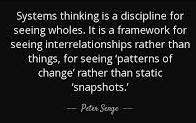 Systems thinking is a discipline for
seeing wholes. It is a framework for
seeing interrelationships rather than
things, for seeing ‘patterns of
change’ rather than static
‘snapshots.’
— Peter Senge —